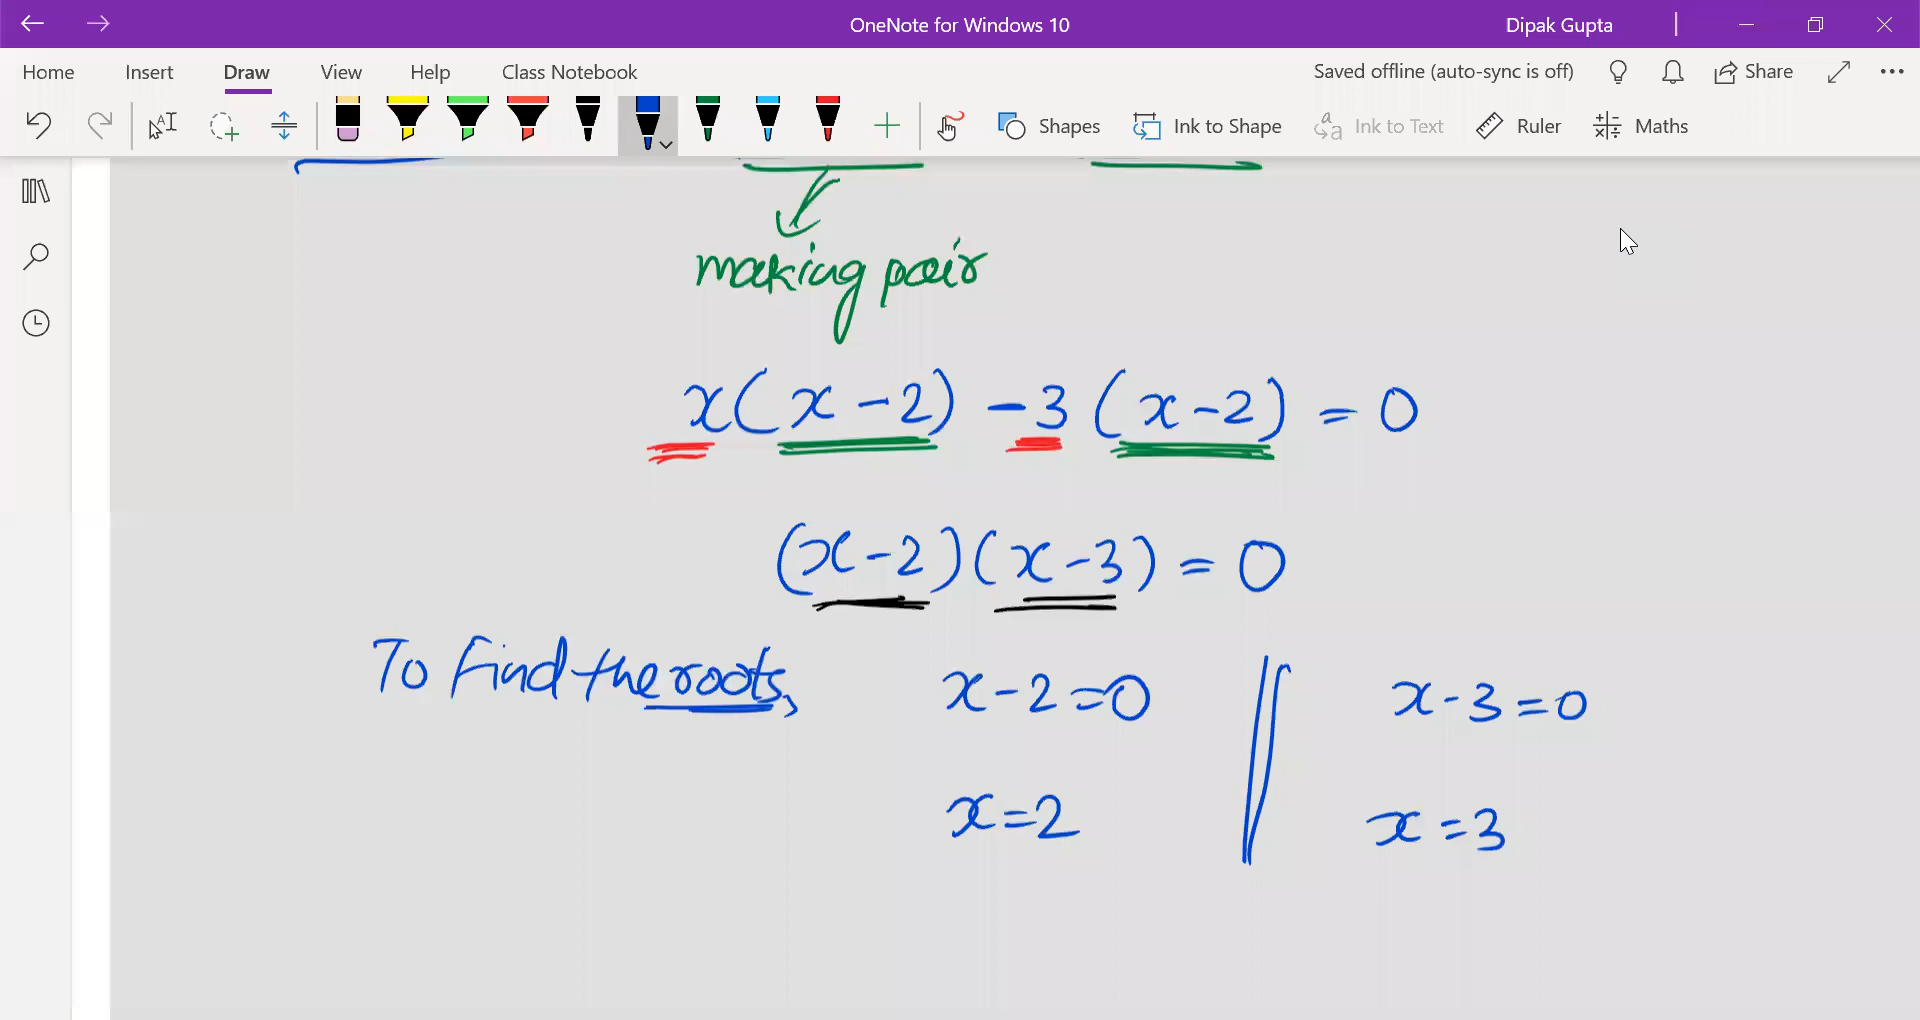 OneNote for Windows 10
Dipak Gupta
Home Insert Draw View Help Class Notebook
Saved offline (auto-sync is off) Share
Shapes Ink to Shape Ink to Text Ruler Maths
making pair
x(x-2) -3(x-2) = 0
(x-2)(x-3) = 0
To find the roots, x-2=0 x-3=0
x=2 x=3